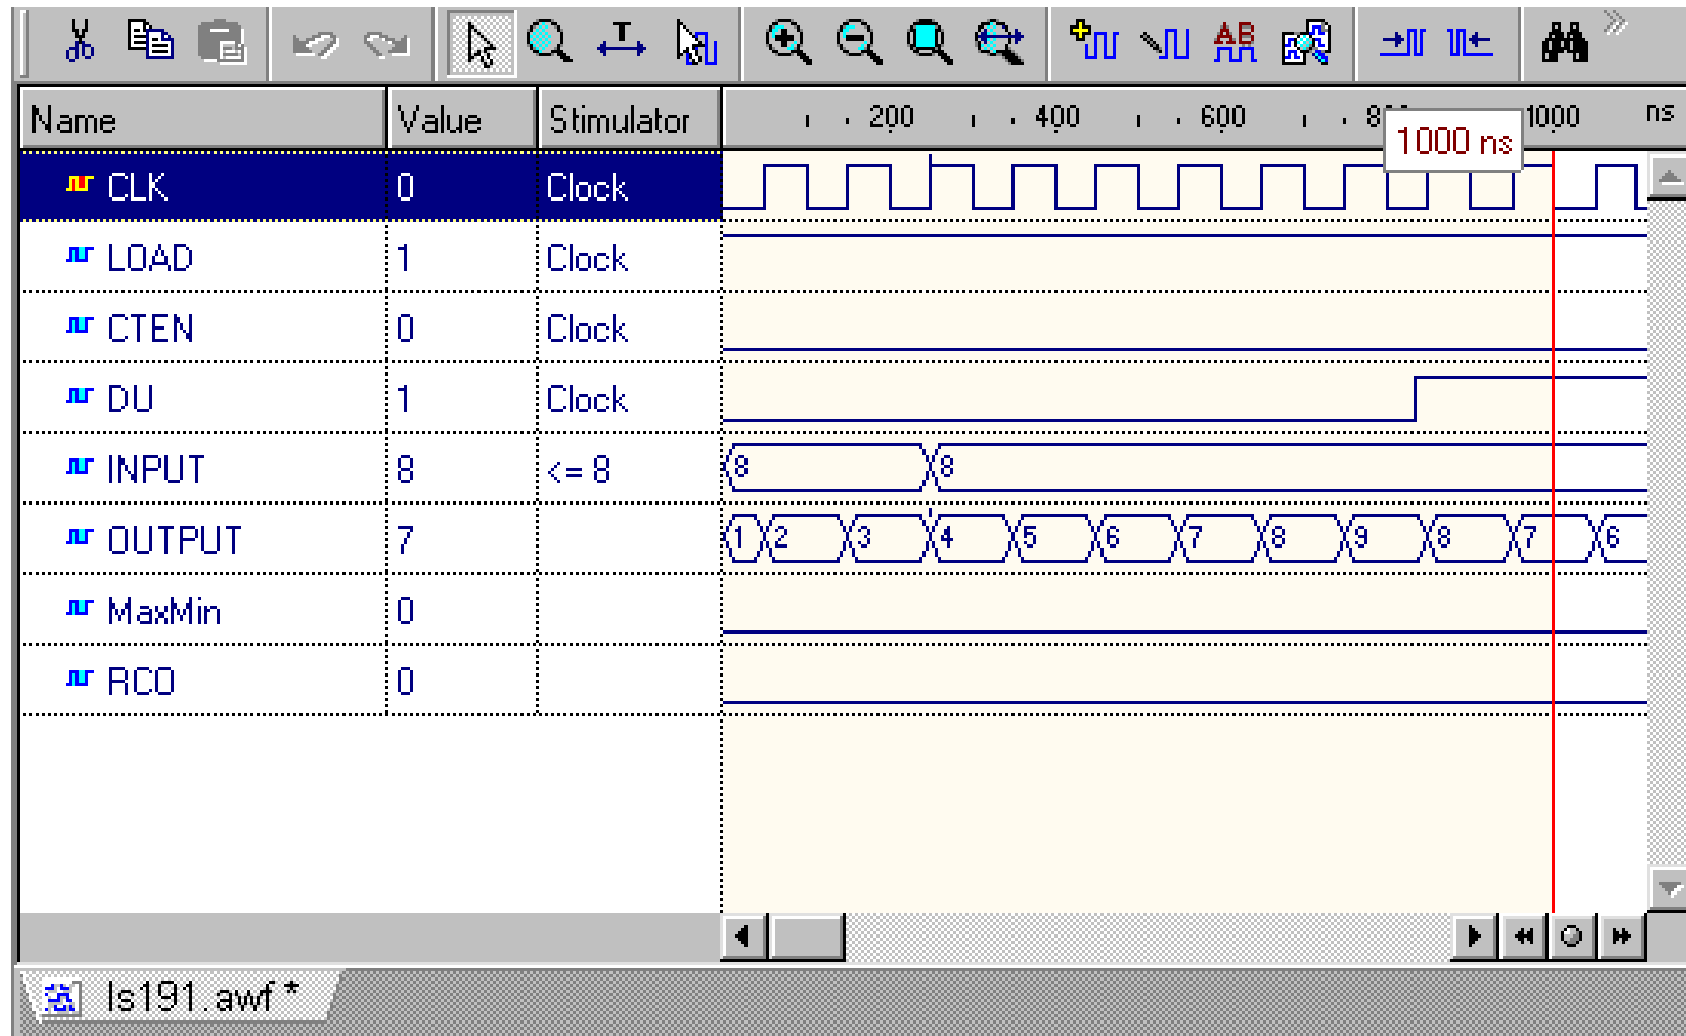 T
AB
Name Value Stimulator 200 400 600 8 1000 ns
1000 ns
CLK 0 Clock
LOAD 1 Clock
CTEN 0 Clock
DU 1 Clock
INPUT 8 <= 8 8 8
OUTPUT 7 1 2 3 4 5 6 7 8 9 8 7 6
MaxMin 0
RCO 0
ls191.awf *